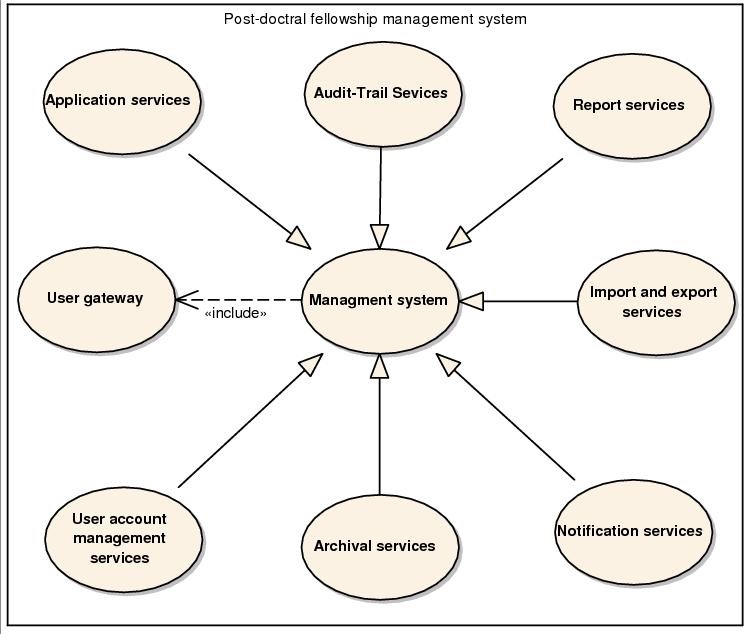 Post-doctral fellowship management system
Application services
Audit-Trail Sevices
Report services
User gateway
«include»
Managment system
Import and export
services
User account
management
services
Archival services
Notification services